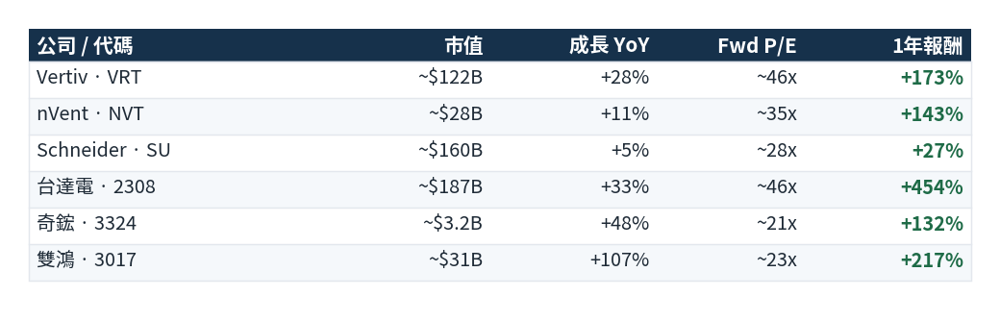 公司 / 代碼 市值 成長 YoY Fwd P/E 1年報酬
Vertiv · VRT ~$122B +28% ~46x +173%
nVent · NVT ~$28B +11% ~35x +143%
Schneider · SU ~$160B +5% ~28x +27%
台達電 · 2308 ~$187B +33% ~46x +454%
奇鋐 · 3324 ~$3.2B +48% ~21x +132%
雙鴻 · 3017 ~$31B +107% ~23x +217%